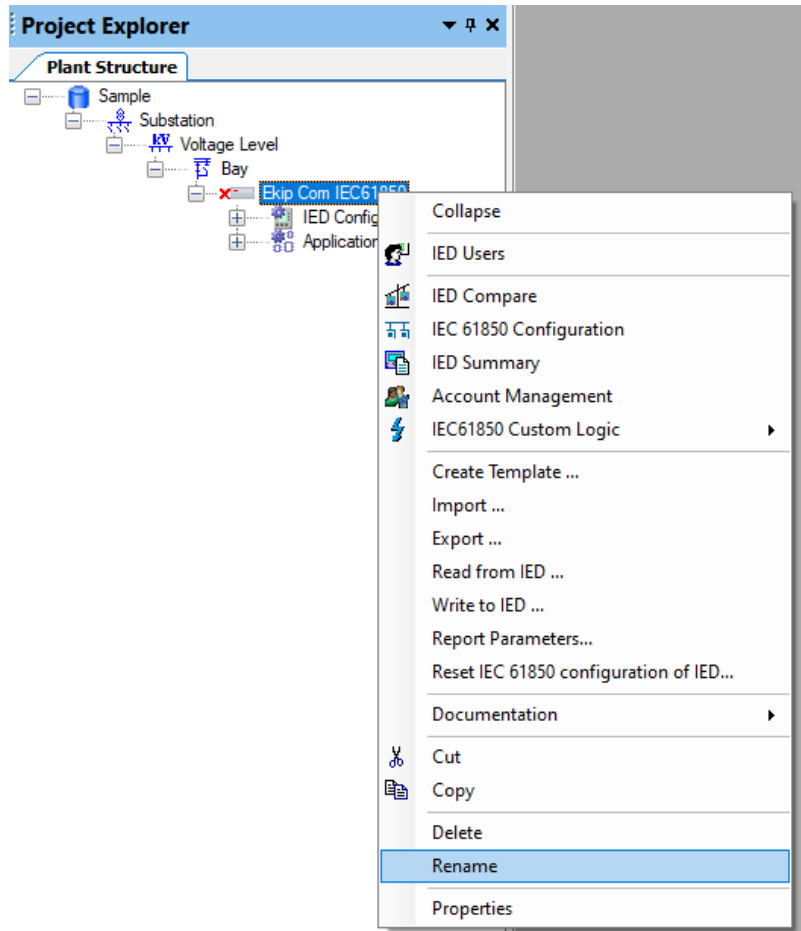 Project Explorer
Plant Structure
Sample
Substation
kV Voltage Level
Bay
Ekip Com IEC61850
IED Config
Application
Collapse
IED Users
IED Compare
IEC 61850 Configuration
IED Summary
Account Management
IEC61850 Custom Logic
Create Template ...
Import ...
Export ...
Read from IED ...
Write to IED ...
Report Parameters...
Reset IEC 61850 configuration of IED...
Documentation
Cut
Copy
Delete
Rename
Properties